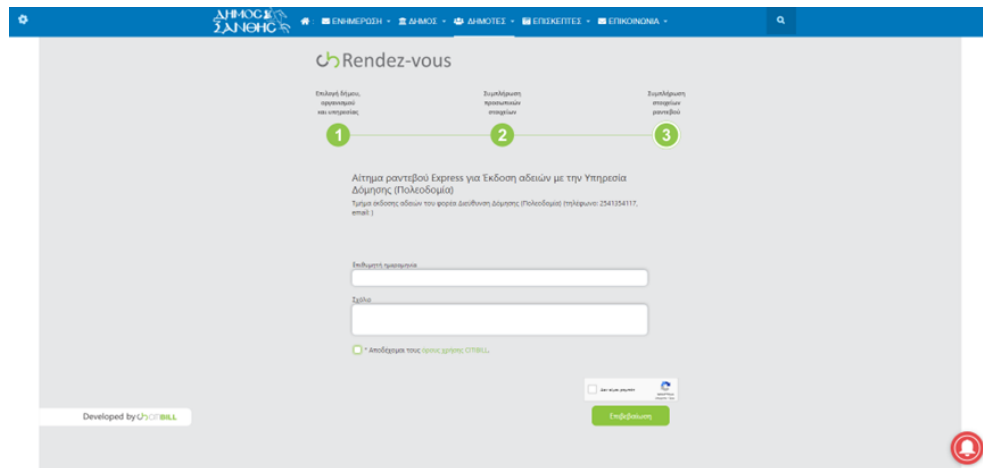 ΔΗΜΟΣ
ΞΑΝΘΗΣ
ΕΝΗΜΕΡΩΣΗ ΔΗΜΟΣ ΔΗΜΟΤΕΣ ΕΠΙΣΚΕΠΤΕΣ ΕΠΙΚΟΙΝΩΝΙΑ
Rendez-vous
Επιλογή δήμου,
οργανισμού
και υπηρεσίας
Συμπλήρωση
προσωπικών
στοιχείων
Συμπλήρωση
στοιχείων
ραντεβού
1 2 3
Αίτημα ραντεβού Express για Έκδοση αδειών με την Υπηρεσία
Δόμησης (Πολεοδομία)
Τμήμα έκδοσης αδειών του φορέα Διεύθυνση Δόμησης (Πολεοδομία) (τηλέφωνο: 2541354117,
email: )
Επιθυμητή ημερομηνία
Σχόλια
* Αποδέχομαι τους όρους χρήσης CITIBILL.
Δεν είμαι ρομπότ
Επιβεβαίωση
Developed by CITIBILL